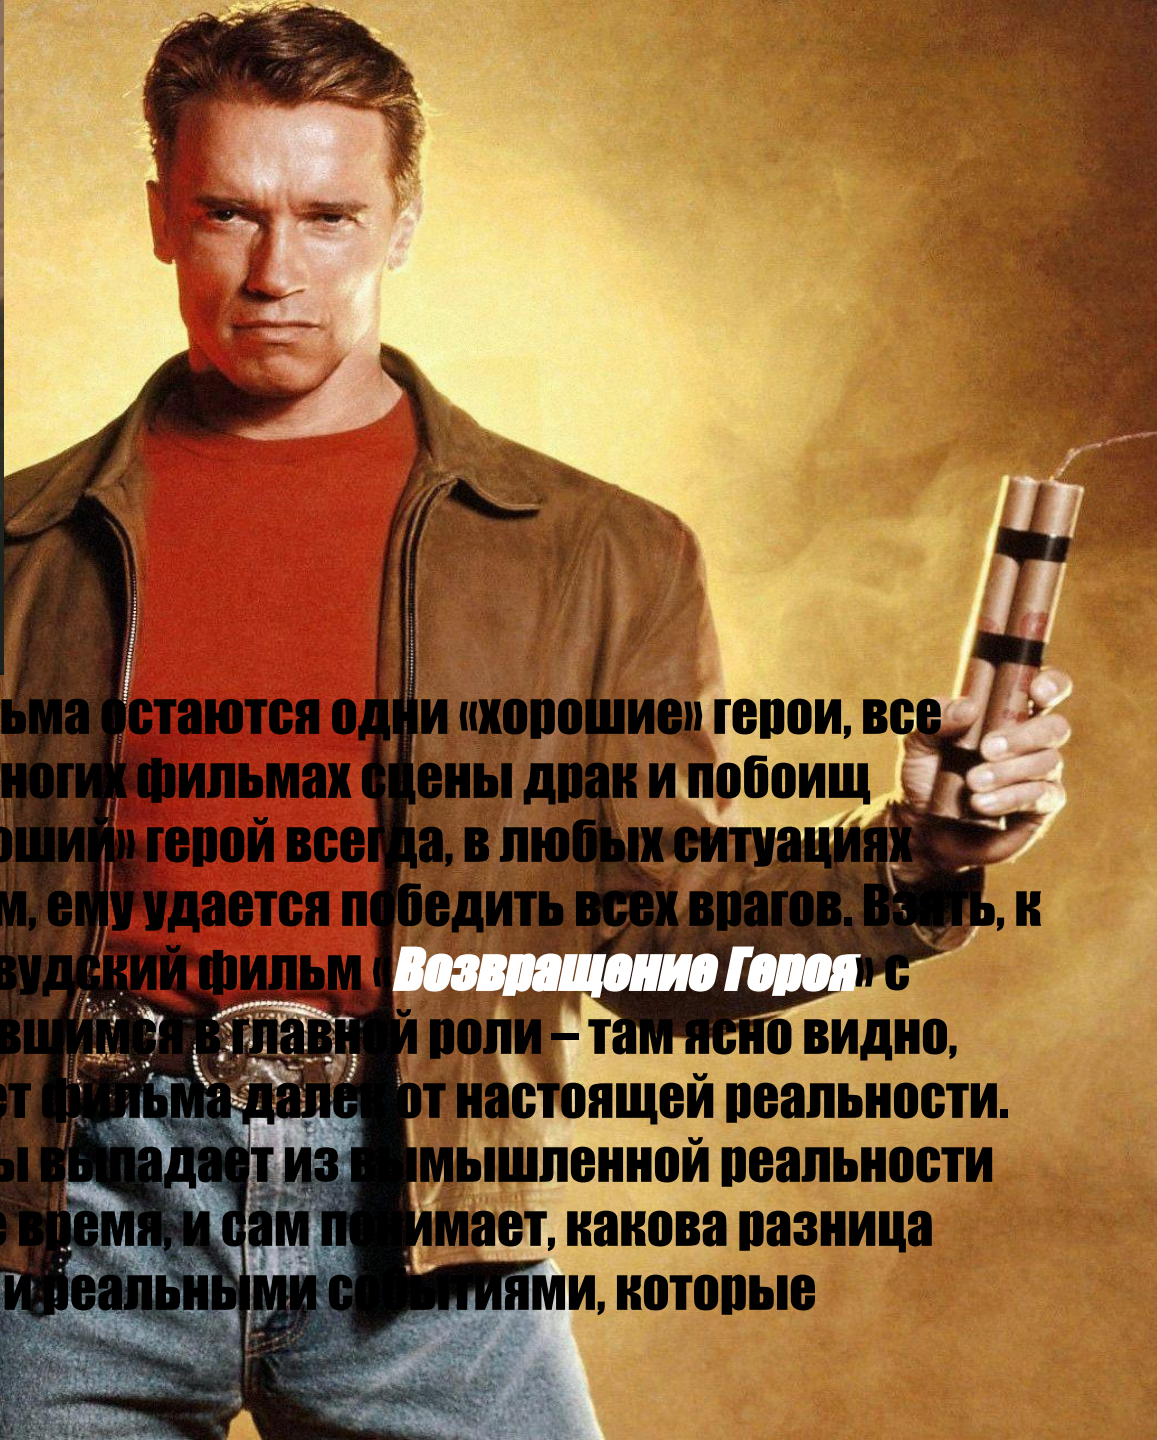 ьма остаются одни «хорошие» герои, все
ногих фильмах сцены драк и побоищ
оший» герой всегда, в любых ситуациях
м, ему удается победить всех врагов. Взять, к
вудский фильм «Возвращение Героя» с
вшимся в главной роли – там ясно видно,
ет фильма далек от настоящей реальности.
ы выпадает из вымышленной реальности
е время, и сам понимает, какова разница
и реальными событиями, которые